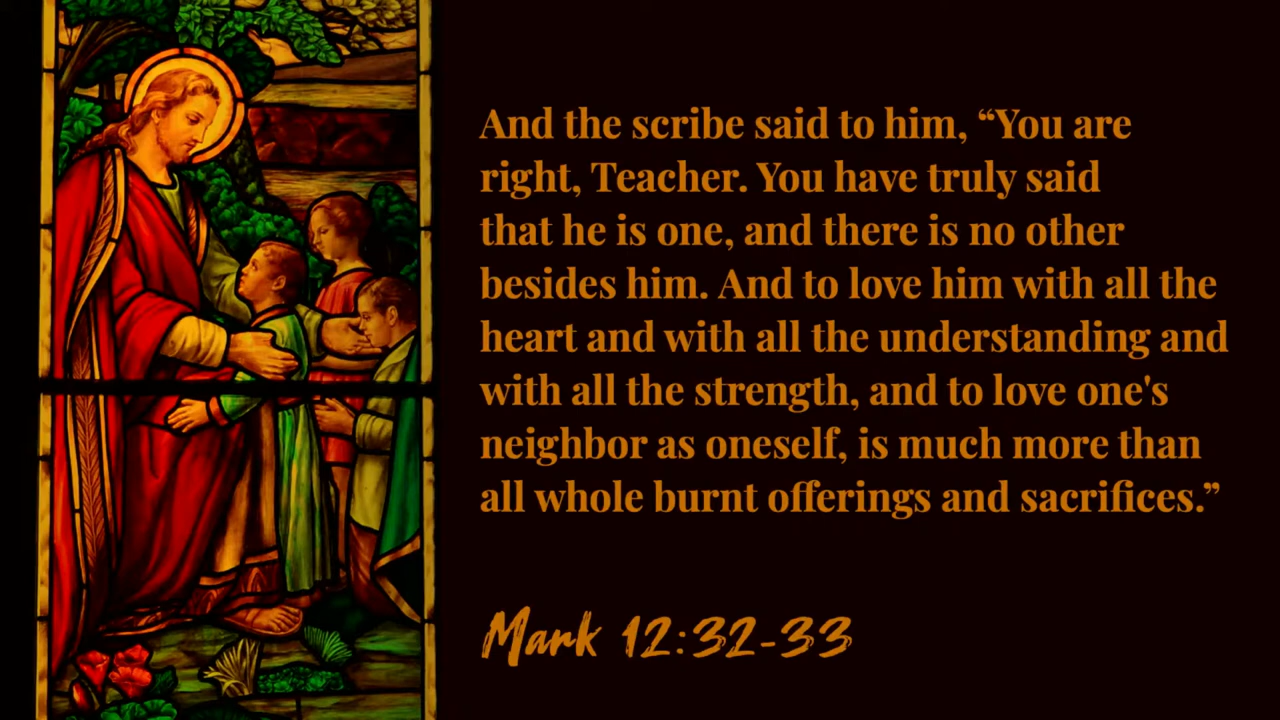 And the scribe said to him, “You are
right, Teacher. You have truly said
that he is one, and there is no other
besides him. And to love him with all the
heart and with all the understanding and
with all the strength, and to love one's
neighbor as oneself, is much more than
all whole burnt offerings and sacrifices.”
Mark 12:32-33